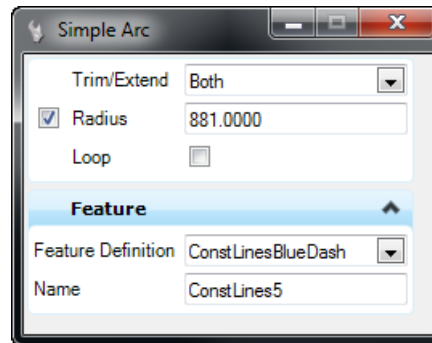 Simple Arc
Trim/Extend Both
Radius 881.0000
Loop
Feature
Feature Definition ConstLinesBlueDash
Name ConstLines5